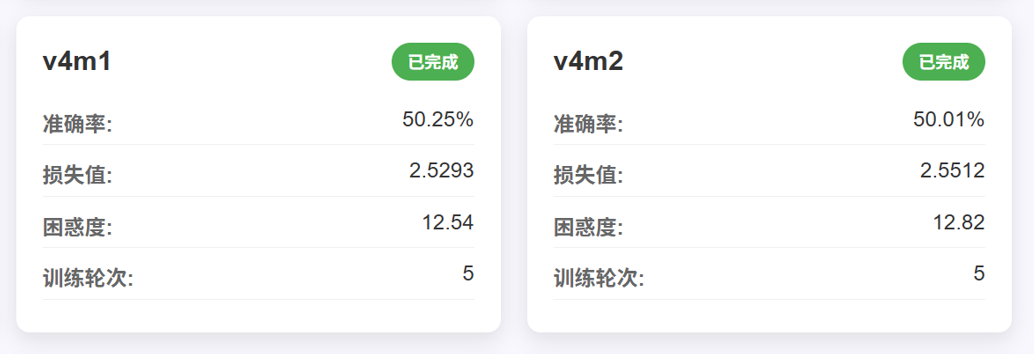 v4m1 已完成
准确率: 50.25%
损失值: 2.5293
困惑度: 12.54
训练轮次: 5
v4m2 已完成
准确率: 50.01%
损失值: 2.5512
困惑度: 12.82
训练轮次: 5